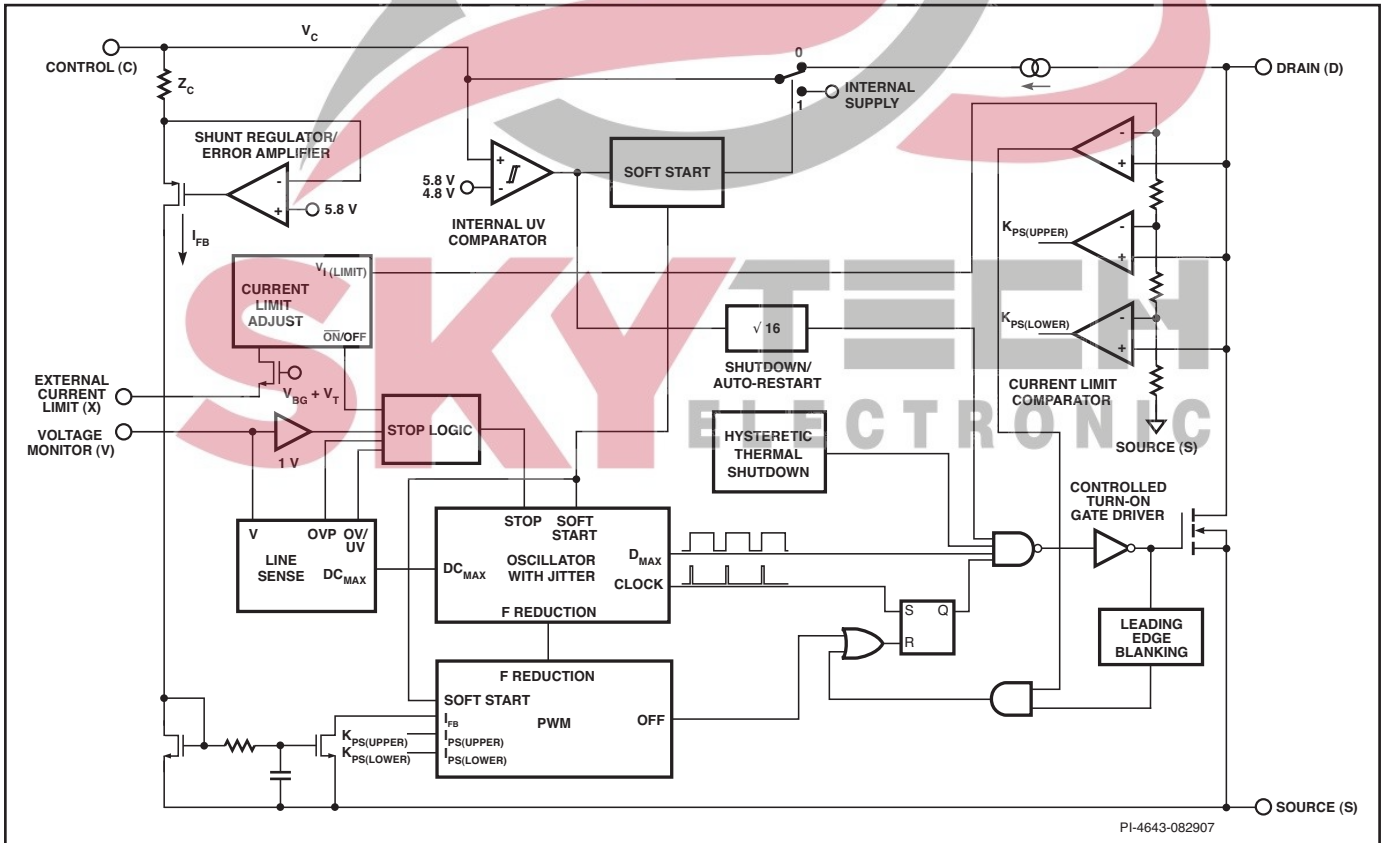 V_C
0
CONTROL (C)
DRAIN (D)
Z_C
INTERNAL
SUPPLY
1
SHUNT REGULATOR/
ERROR AMPLIFIER
-
+
5.8 V
+
-
5.8 V
4.8 V
SOFT START
INTERNAL UV
COMPARATOR
-
+
I_FB
K_PS(UPPER)
-
+
V_I (LIMIT)
CURRENT
LIMIT
ADJUST
ON/OFF
SKYTECH
ELECTRONIC
√ 16
SHUTDOWN/
AUTO-RESTART
K_PS(LOWER)
-
+
CURRENT LIMIT
COMPARATOR
SOURCE (S)
EXTERNAL
CURRENT
LIMIT (X)
V_BG + V_T
VOLTAGE
MONITOR (V)
1 V
STOP LOGIC
HYSTERETIC
THERMAL
SHUTDOWN
CONTROLLED
TURN-ON
GATE DRIVER
V
OVP
OV/
UV
LINE
SENSE
DC_MAX
STOP
SOFT
START
DC_MAX
OSCILLATOR
WITH JITTER
D_MAX
CLOCK
F REDUCTION
S
Q
R
LEADING
EDGE
BLANKING
F REDUCTION
SOFT START
I_FB
PWM
OFF
K_PS(UPPER)
I_PS(UPPER)
K_PS(LOWER)
I_PS(LOWER)
SOURCE (S)
PI-4643-082907